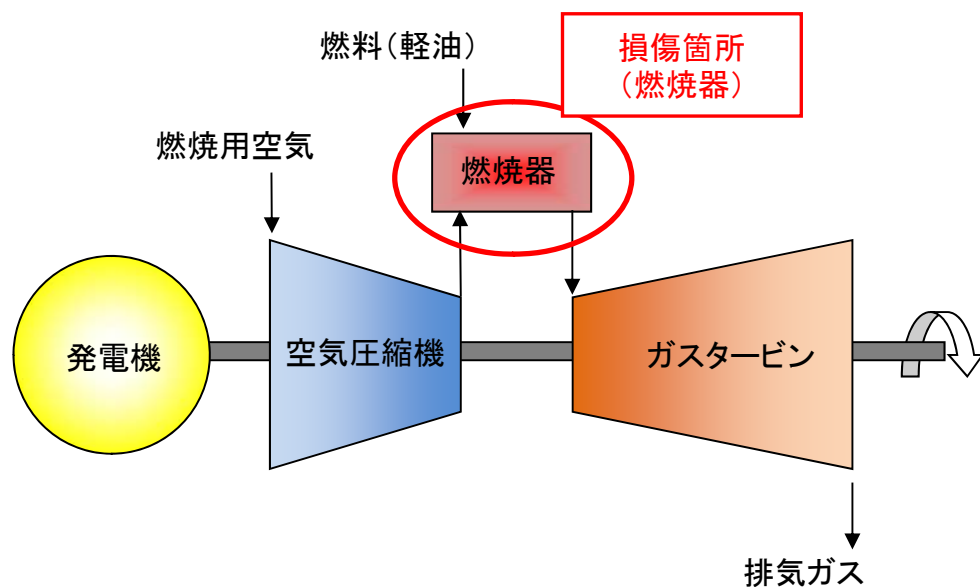 燃料（軽油）
損傷箇所
（燃焼器）
燃焼用空気
燃焼器
発電機
空気圧縮機
ガスタービン
排気ガス